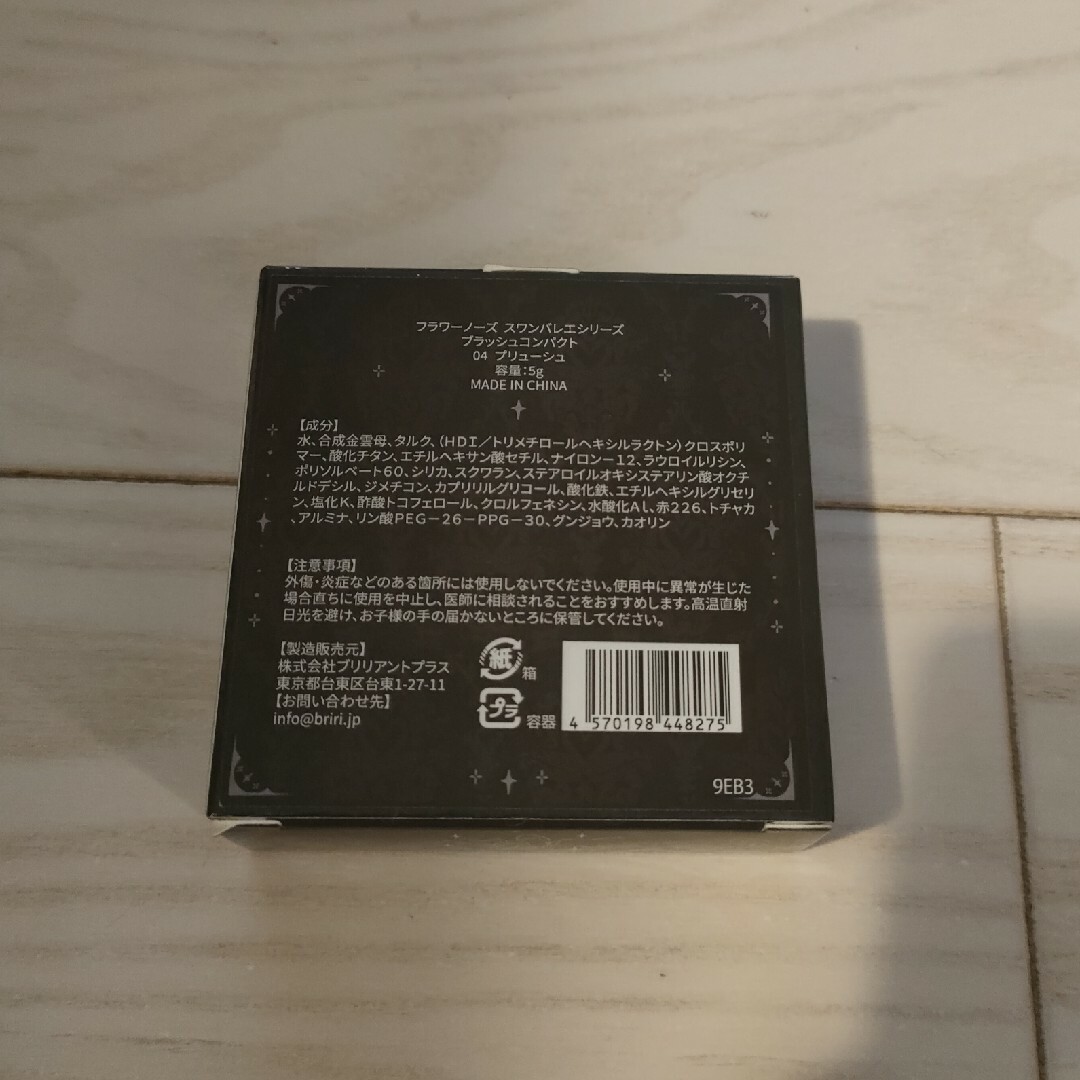 フラワーノーズ スワンバレエシリーズ
ブラッシュコンパクト
04 プリューシュ
容量:5g
MADE IN CHINA
【成分】
水、合成金雲母、タルク、(HDI/トリメチロールヘキシルラクトン)クロスポリ
マー、酸化チタン、エチルヘキサン酸セチル、ナイロン-12、ラウロイルリシン、
ポリソルベート60、シリカ、スクワラン、ステアロイルオキシステアリン酸オクチ
ルドデシル、ジメチコン、カプリリルグリコール、酸化鉄、エチルヘキシルグリセリ
ン、塩化K、酢酸トコフェロール、クロルフェネシン、水酸化Al、赤226、トチャカ
、アルミナ、リン酸PEG-26-PPG-30、グンジョウ、カオリン
【注意事項】
外傷・炎症などのある箇所には使用しないでください。使用中に異常が生じた
場合直ちに使用を中止し、医師に相談されることをおすすめします。高温直射
日光を避け、お子様の手の届かないところに保管してください。
【製造販売元】
株式会社ブリリアントプラス
東京都台東区台東1-27-11
【お問い合わせ先】
info@briri.jp
紙 箱
プラ 容器
4 570198 448275
9EB3